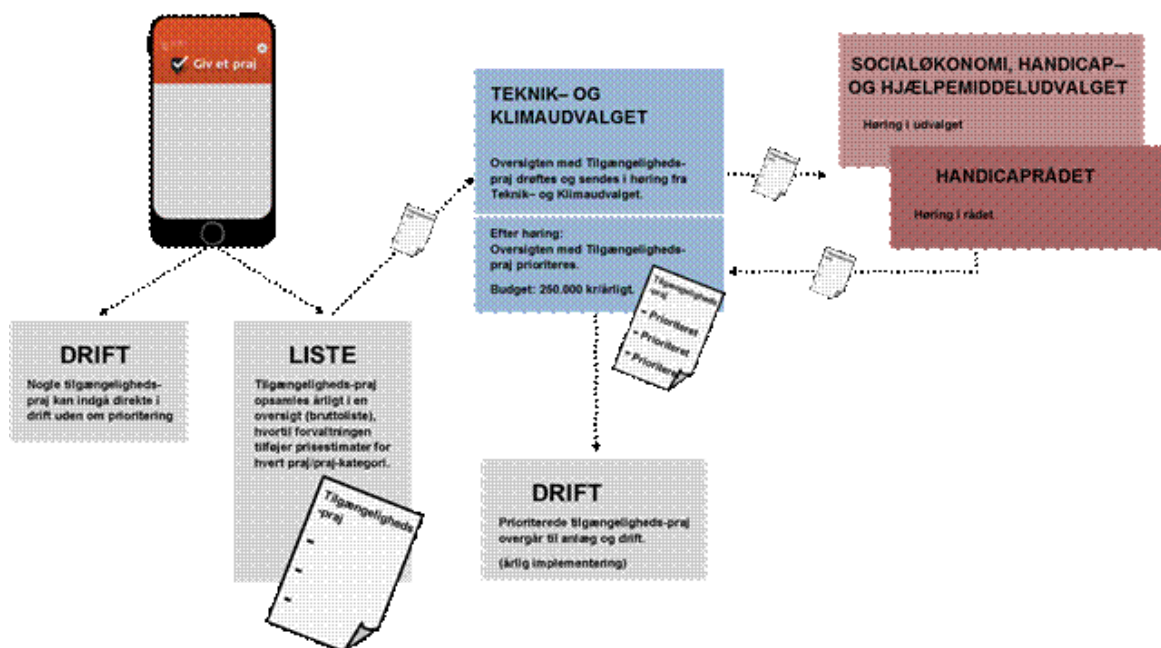 Giv et praj
TEKNIK– OG
KLIMAUDVALGET
Oversigten med Tilgængeligheds-
praj drøftes og sendes i høring fra
Teknik– og Klimaudvalget.
Efter høring:
Oversigten med Tilgængeligheds-
praj prioriteres.
Budget: 250.000 kr/årligt.
Tilgængeligheds
-praj
- Prioriteret
- Prioriteret
- Prioriteret
SOCIALØKONOMI, HANDICAP–
OG HJÆLPEMIDDELUDVALGET
Høring i udvalget
HANDICAPRÅDET
Høring i rådet
DRIFT
Nogle tilgængeligheds-
praj kan indgå direkte i
drift uden om prioritering
LISTE
Tilgængeligheds-praj
opsamles årligt i en
oversigt (bruttoliste),
hvortil forvaltningen
tilføjer prisestimater for
hvert praj/praj-kategori.
Tilgængeligheds
-praj
-
-
-
DRIFT
Prioriterede tilgængeligheds-praj
overgår til anlæg og drift.
(årlig implementering)